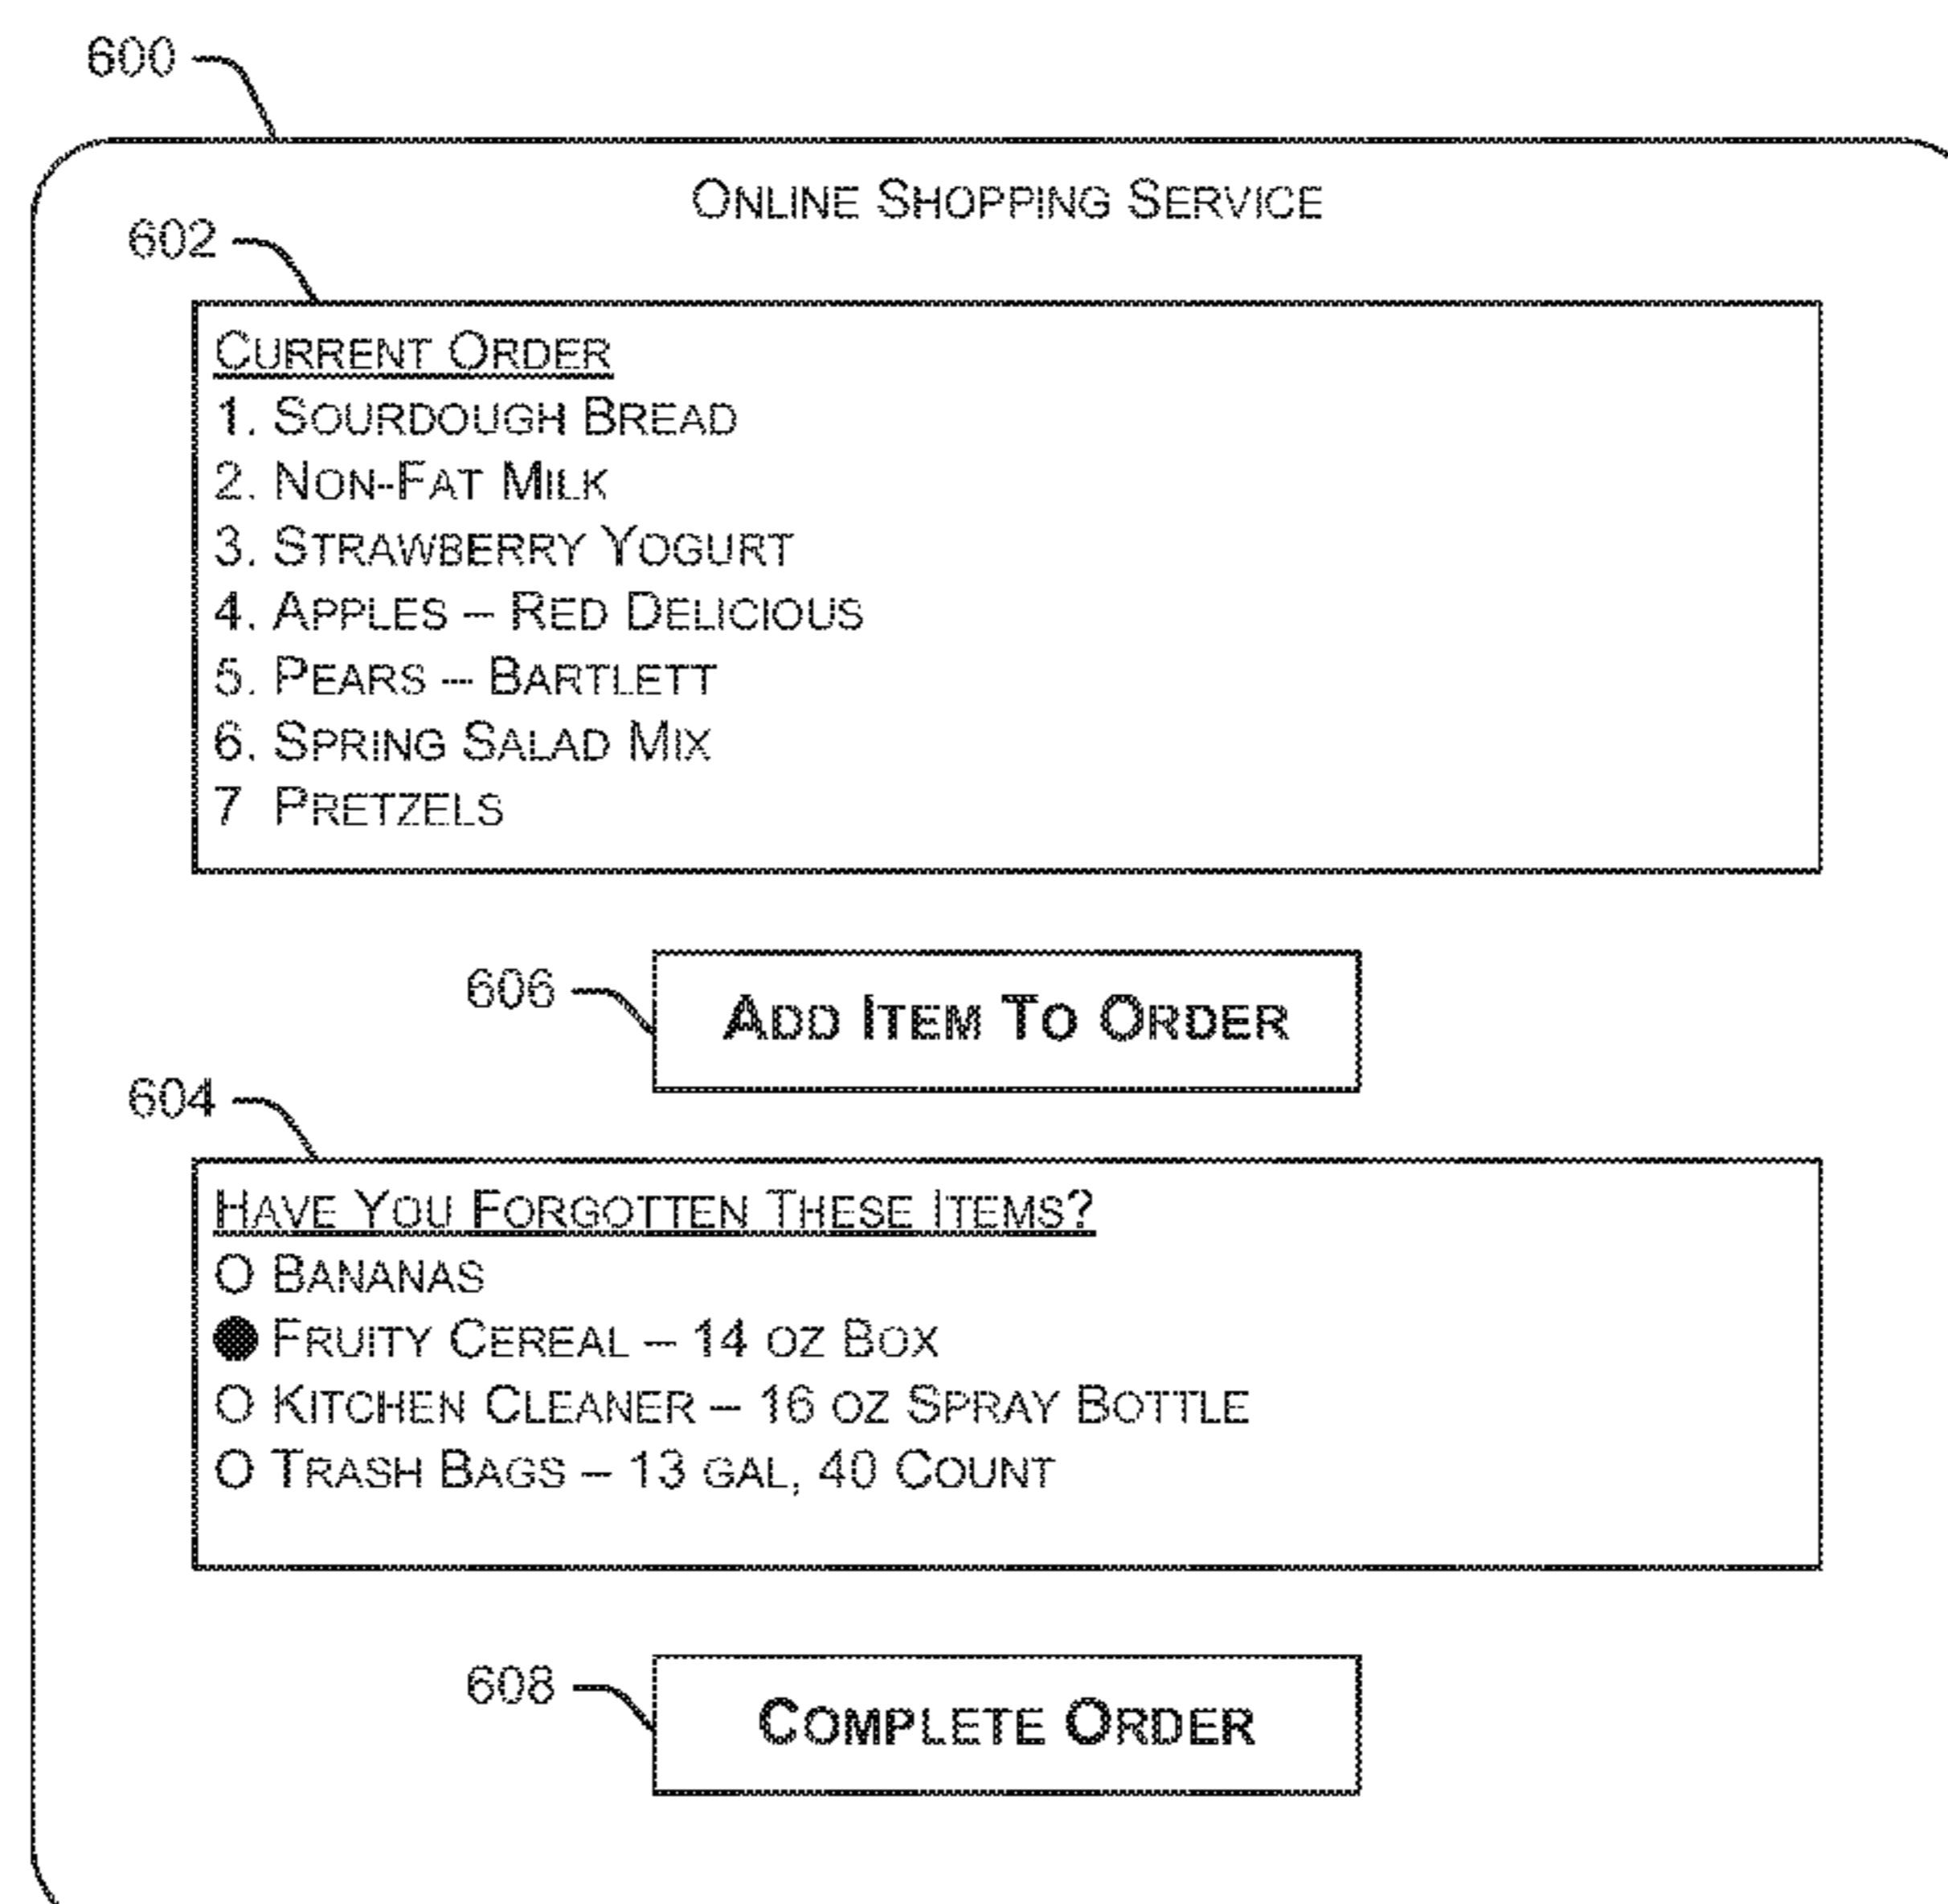 600
ONLINE SHOPPING SERVICE
602
CURRENT ORDER
1. SOURDOUGH BREAD
2. NON-FAT MILK
3. STRAWBERRY YOGURT
4. APPLES – RED DELICIOUS
5. PEARS – BARTLETT
6. SPRING SALAD MIX
7 PRETZELS
606
ADD ITEM TO ORDER
604
HAVE YOU FORGOTTEN THESE ITEMS?
BANANAS
FRUITY CEREAL – 14 OZ BOX
KITCHEN CLEANER – 16 OZ SPRAY BOTTLE
TRASH BAGS – 13 GAL, 40 COUNT
608
COMPLETE ORDER